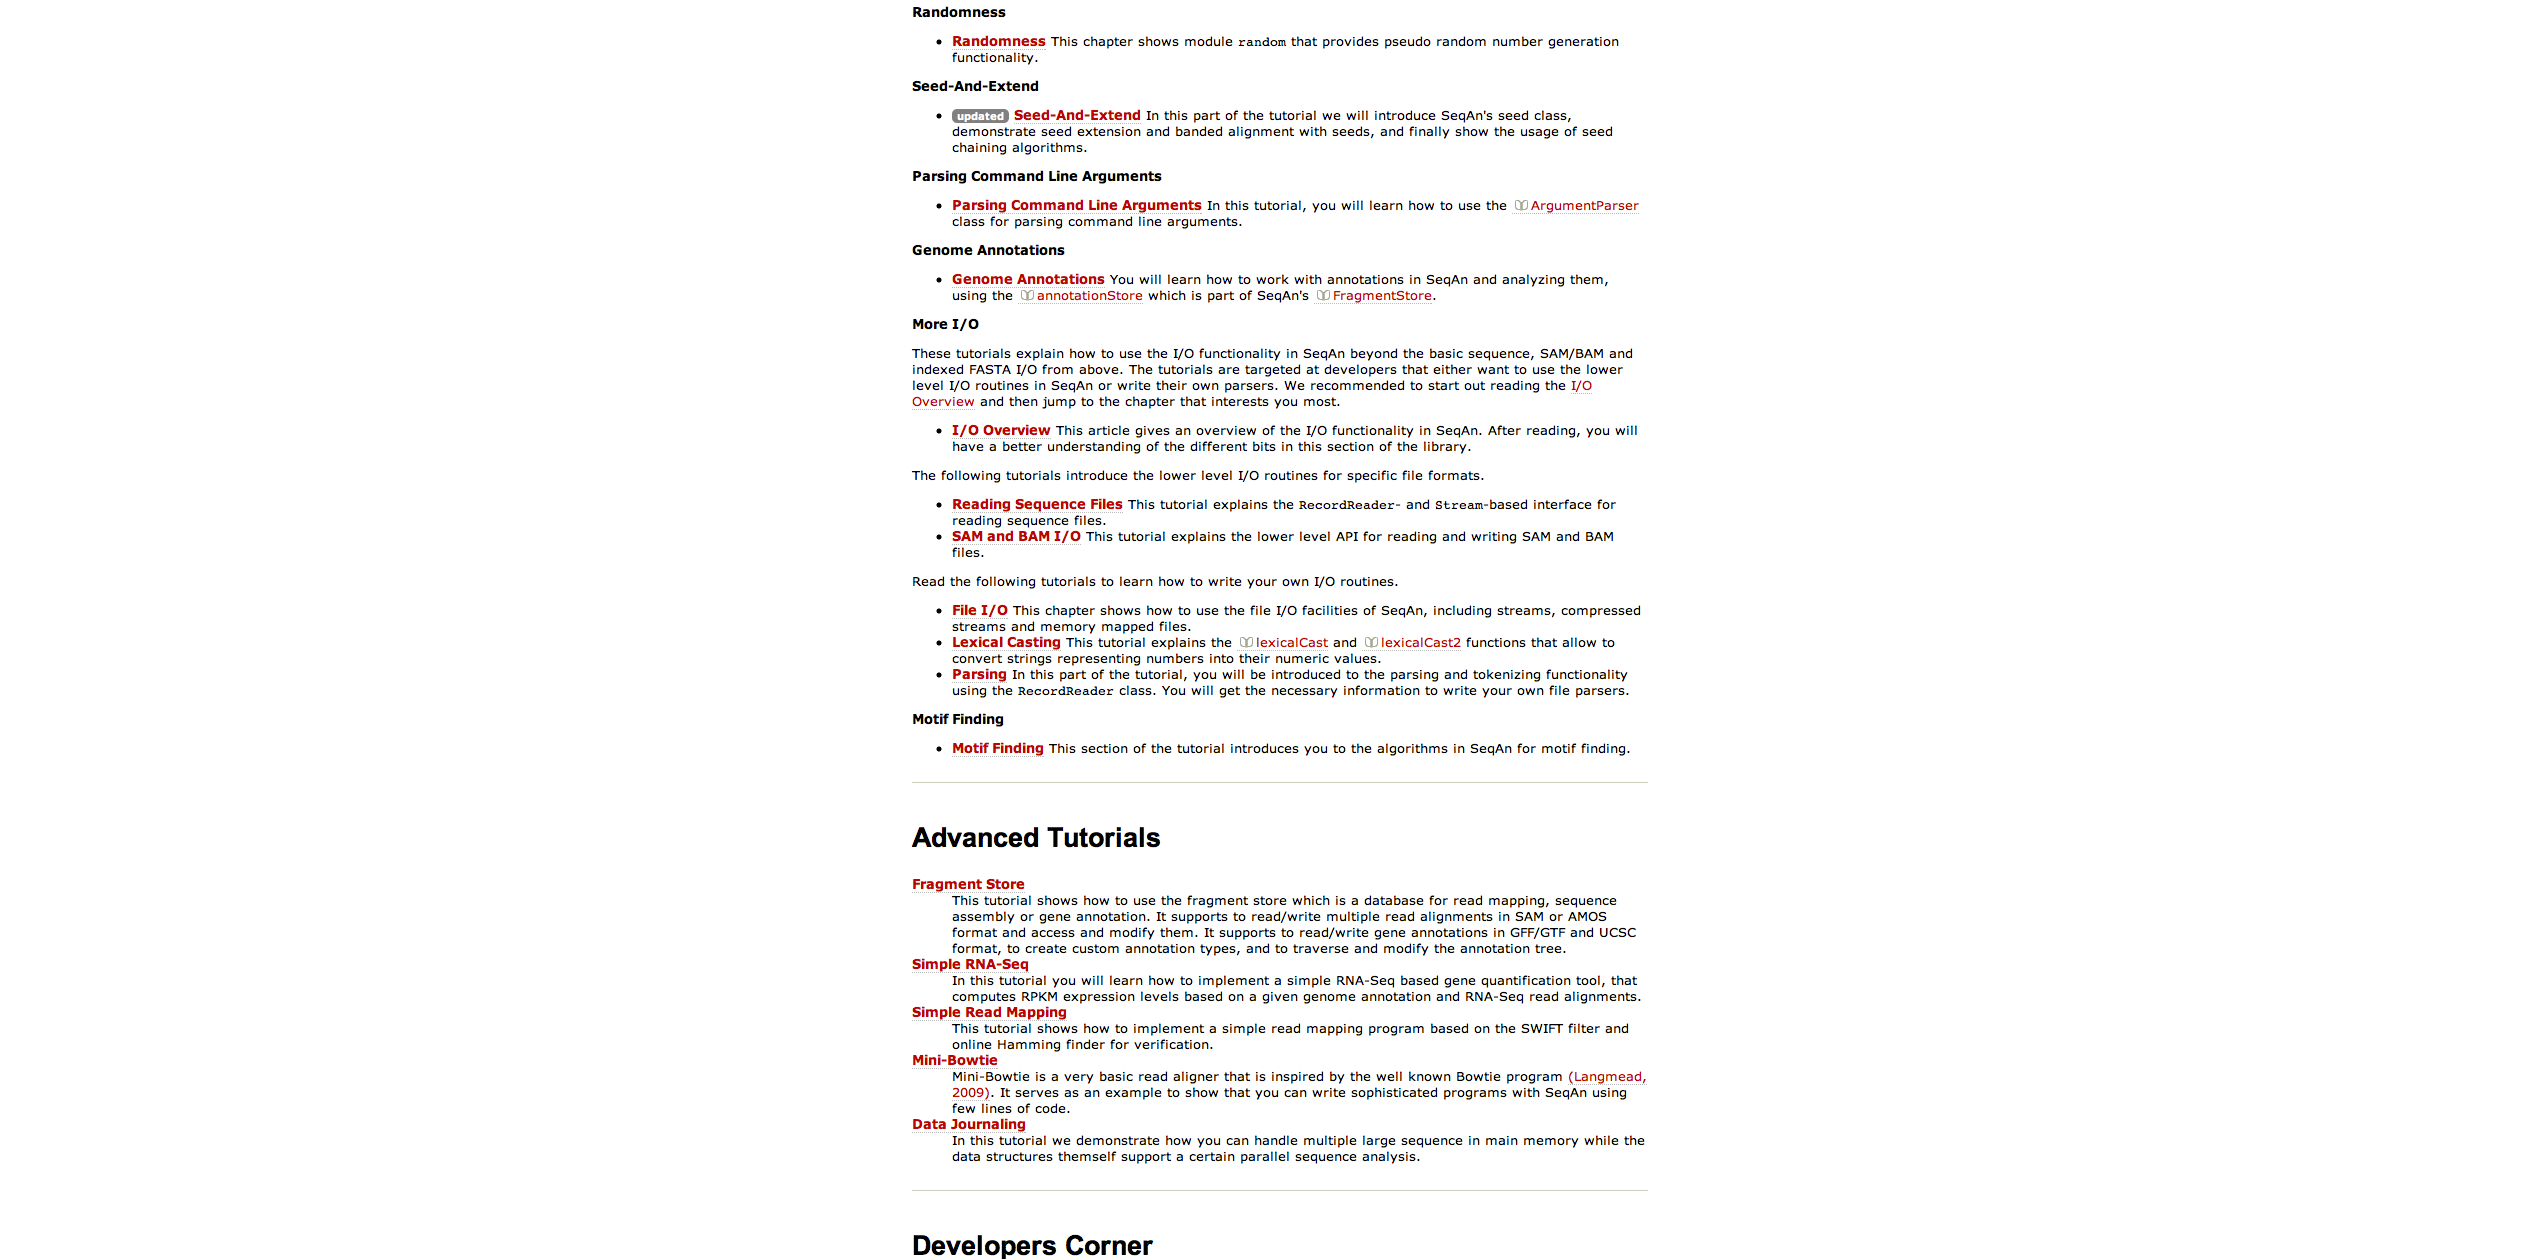 Randomness
Randomness This chapter shows module random that provides pseudo random number generation
functionality.
Seed-And-Extend
updated Seed-And-Extend In this part of the tutorial we will introduce SeqAn's seed class,
demonstrate seed extension and banded alignment with seeds, and finally show the usage of seed
chaining algorithms.
Parsing Command Line Arguments
Parsing Command Line Arguments In this tutorial, you will learn how to use the ArgumentParser
class for parsing command line arguments.
Genome Annotations
Genome Annotations You will learn how to work with annotations in SeqAn and analyzing them,
using the annotationStore which is part of SeqAn's FragmentStore.
More I/O
These tutorials explain how to use the I/O functionality in SeqAn beyond the basic sequence, SAM/BAM and
indexed FASTA I/O from above. The tutorials are targeted at developers that either want to use the lower
level I/O routines in SeqAn or write their own parsers. We recommended to start out reading the I/O
Overview and then jump to the chapter that interests you most.
I/O Overview This article gives an overview of the I/O functionality in SeqAn. After reading, you will
have a better understanding of the different bits in this section of the library.
The following tutorials introduce the lower level I/O routines for specific file formats.
Reading Sequence Files This tutorial explains the RecordReader- and Stream-based interface for
reading sequence files.
SAM and BAM I/O This tutorial explains the lower level API for reading and writing SAM and BAM
files.
Read the following tutorials to learn how to write your own I/O routines.
File I/O This chapter shows how to use the file I/O facilities of SeqAn, including streams, compressed
streams and memory mapped files.
Lexical Casting This tutorial explains the lexicalCast and lexicalCast2 functions that allow to
convert strings representing numbers into their numeric values.
Parsing In this part of the tutorial, you will be introduced to the parsing and tokenizing functionality
using the RecordReader class. You will get the necessary information to write your own file parsers.
Motif Finding
Motif Finding This section of the tutorial introduces you to the algorithms in SeqAn for motif finding.
Advanced Tutorials
Fragment Store
This tutorial shows how to use the fragment store which is a database for read mapping, sequence
assembly or gene annotation. It supports to read/write multiple read alignments in SAM or AMOS
format and access and modify them. It supports to read/write gene annotations in GFF/GTF and UCSC
format, to create custom annotation types, and to traverse and modify the annotation tree.
Simple RNA-Seq
In this tutorial you will learn how to implement a simple RNA-Seq based gene quantification tool, that
computes RPKM expression levels based on a given genome annotation and RNA-Seq read alignments.
Simple Read Mapping
This tutorial shows how to implement a simple read mapping program based on the SWIFT filter and
online Hamming finder for verification.
Mini-Bowtie
Mini-Bowtie is a very basic read aligner that is inspired by the well known Bowtie program (Langmead,
2009). It serves as an example to show that you can write sophisticated programs with SeqAn using
few lines of code.
Data Journaling
In this tutorial we demonstrate how you can handle multiple large sequence in main memory while the
data structures themself support a certain parallel sequence analysis.
Developers Corner